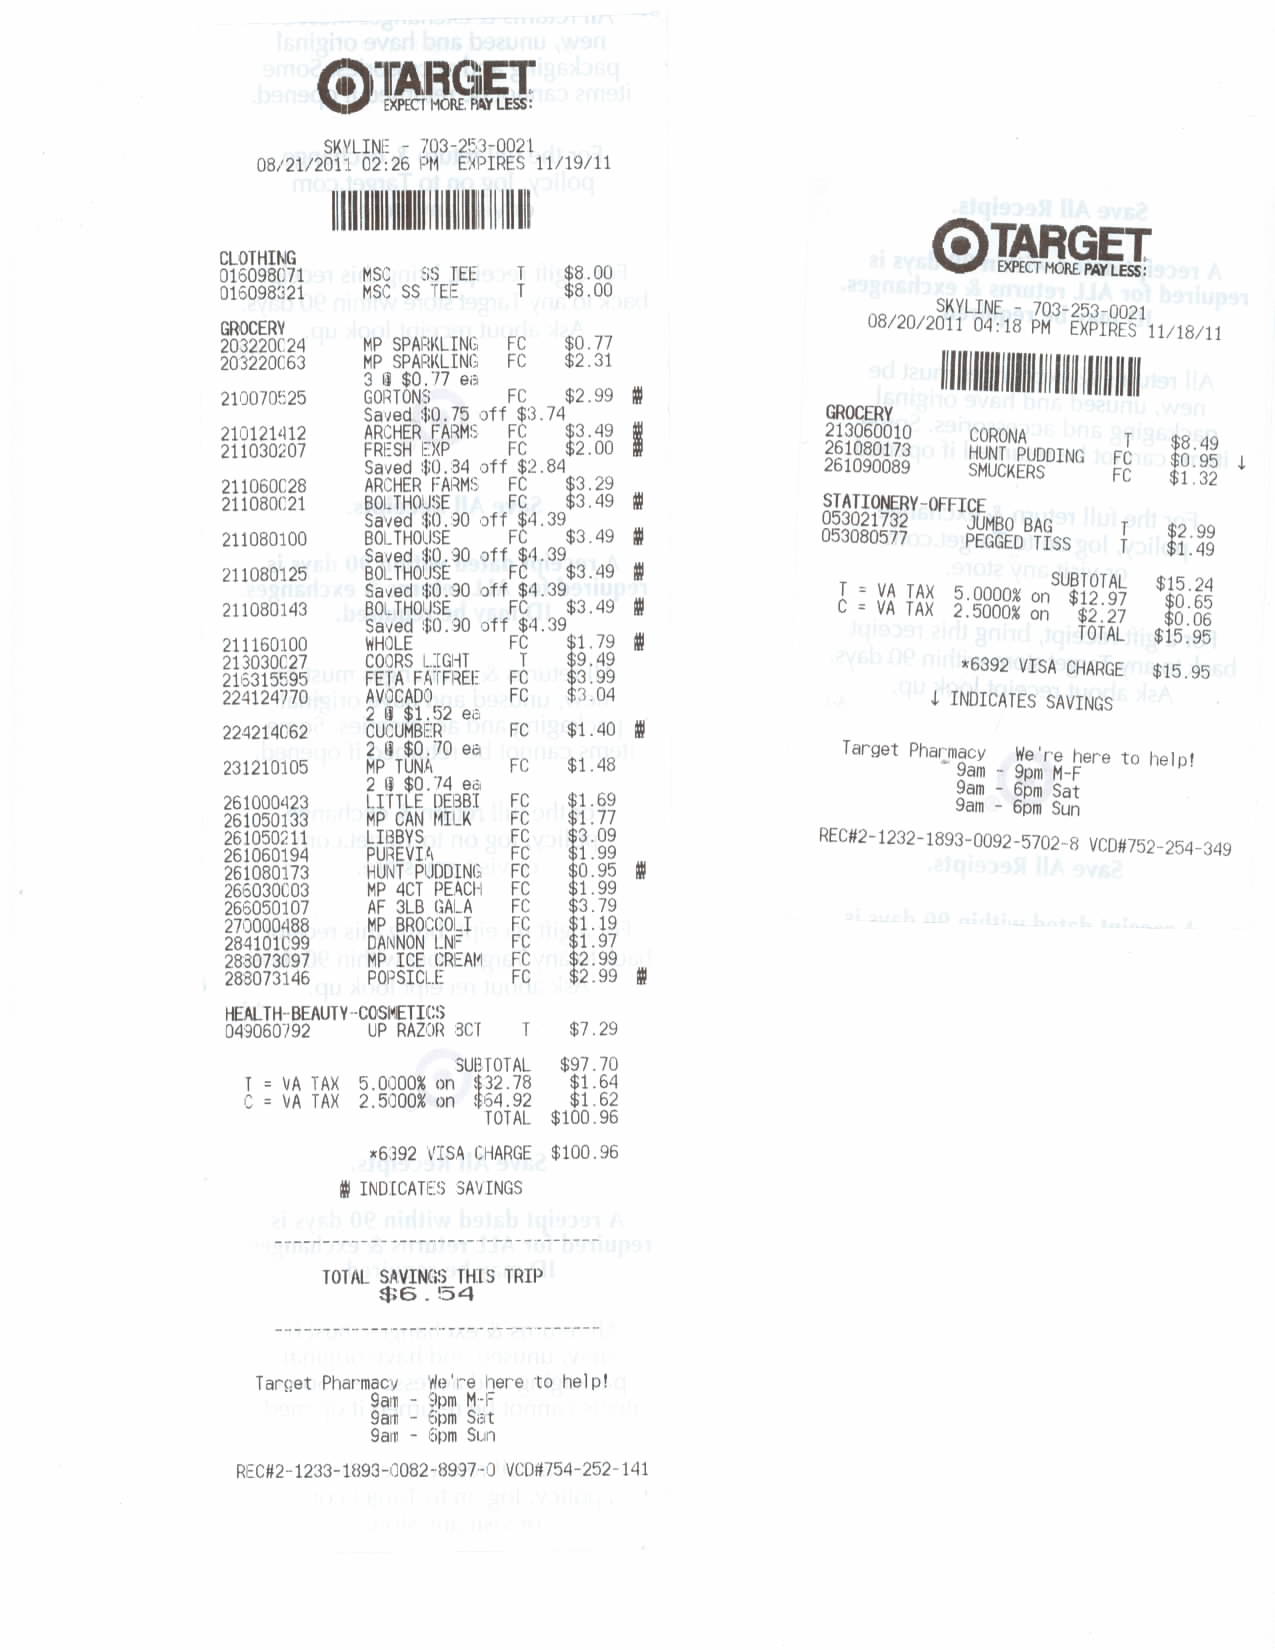 TARGET
EXPECT MORE. PAY LESS.
SKYLINE - 703-253-0021
08/21/2011 02:26 PM EXPIRES 11/19/11
CLOTHING
016098071 MSC SS TEE T $8.00
016098321 MSC SS TEE T $8.00
GROCERY
203220024 MP SPARKLING FC $0.77
203220063 MP SPARKLING FC $2.31
3 @ $0.77 ea
210070525 GORTONS FC $2.99 #
Saved $0.75 off $3.74
210121412 ARCHER FARMS FC $3.49 #
211030207 FRESH EXP FC $2.00 #
Saved $0.84 off $2.84
211060028 ARCHER FARMS FC $3.29
211080021 BOLTHOUSE FC $3.49 #
Saved $0.90 off $4.39
211080100 BOLTHOUSE FC $3.49 #
Saved $0.90 off $4.39
211080125 BOLTHOUSE FC $3.49 #
Saved $0.90 off $4.39
211080143 BOLTHOUSE FC $3.49 #
Saved $0.90 off $4.39
211160100 WHOLE FC $1.79 #
213030027 COORS LIGHT T $9.49
216315595 FETA FATFREE FC $3.99
224124770 AVOCADO FC $3.04
2 @ $1.52 ea
224214062 CUCUMBER FC $1.40 #
2 @ $0.70 ea
231210105 MP TUNA FC $1.48
2 @ $0.74 ea
261000423 LITTLE DEBBI FC $1.69
261050133 MP CAN MILK FC $1.77
261050211 LIBBYS FC $3.09
261060194 PUREVIA FC $1.99
261080173 HUNT PUDDING FC $0.95 #
266030003 MP 4CT PEACH FC $1.99
266050107 AF 3LB GALA FC $3.79
270000488 MP BROCCOLI FC $1.19
284101099 DANNON LNF FC $1.97
288073097 MP ICE CREAM FC $2.99
288073146 POPSICLE FC $2.99 #
HEALTH-BEAUTY-COSMETICS
049060792 UP RAZOR 8CT T $7.29
SUBTOTAL $97.70
T = VA TAX 5.0000% on $32.78 $1.64
C = VA TAX 2.5000% on $64.92 $1.62
TOTAL $100.96
*6392 VISA CHARGE $100.96
# INDICATES SAVINGS
TOTAL SAVINGS THIS TRIP
$6.54
Target Pharmacy We're here to help!
9am - 9pm M-F
9am - 6pm Sat
9am - 6pm Sun
REC#2-1233-1893-0082-8997-0 VCD#754-252-141
TARGET
EXPECT MORE. PAY LESS.
SKYLINE - 703-253-0021
08/20/2011 04:18 PM EXPIRES 11/18/11
GROCERY
213060010 CORONA T $8.49
261080173 HUNT PUDDING FC $0.95 ↓
261090089 SMUCKERS FC $1.32
STATIONERY-OFFICE
053021732 JUMBO BAG T $2.99
053080577 PEGGED TISS T $1.49
SUBTOTAL $15.24
T = VA TAX 5.0000% on $12.97 $0.65
C = VA TAX 2.5000% on $2.27 $0.06
TOTAL $15.95
*6392 VISA CHARGE $15.95
↓ INDICATES SAVINGS
Target Pharmacy We're here to help!
9am - 9pm M-F
9am - 6pm Sat
9am - 6pm Sun
REC#2-1232-1893-0092-5702-8 VCD#752-254-349